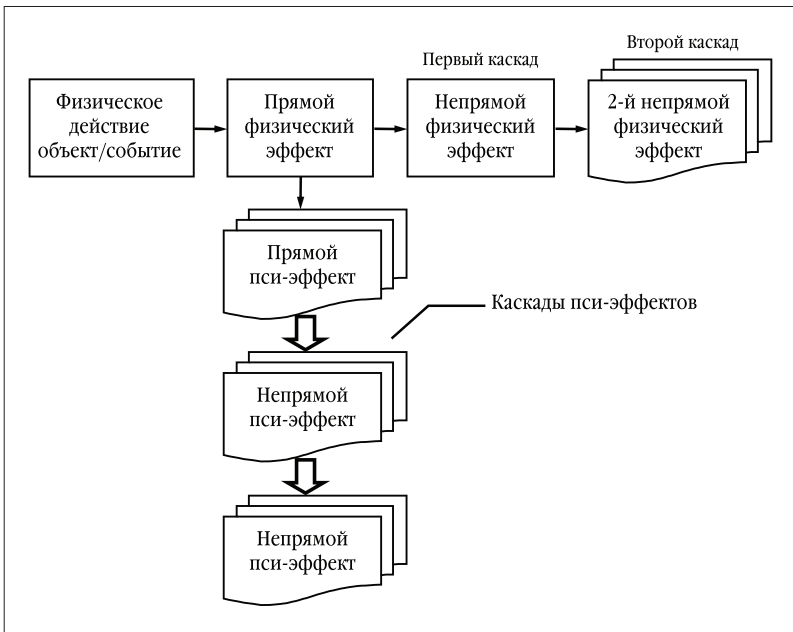 Первый каскад
Второй каскад
Физическое
действие
объект/событие
Прямой
физический
эффект
Непрямой
физический
эффект
2-й непрямой
физический
эффект
Прямой
пси-эффект
Каскады пси-эффектов
Непрямой
пси-эффект
Непрямой
пси-эффект